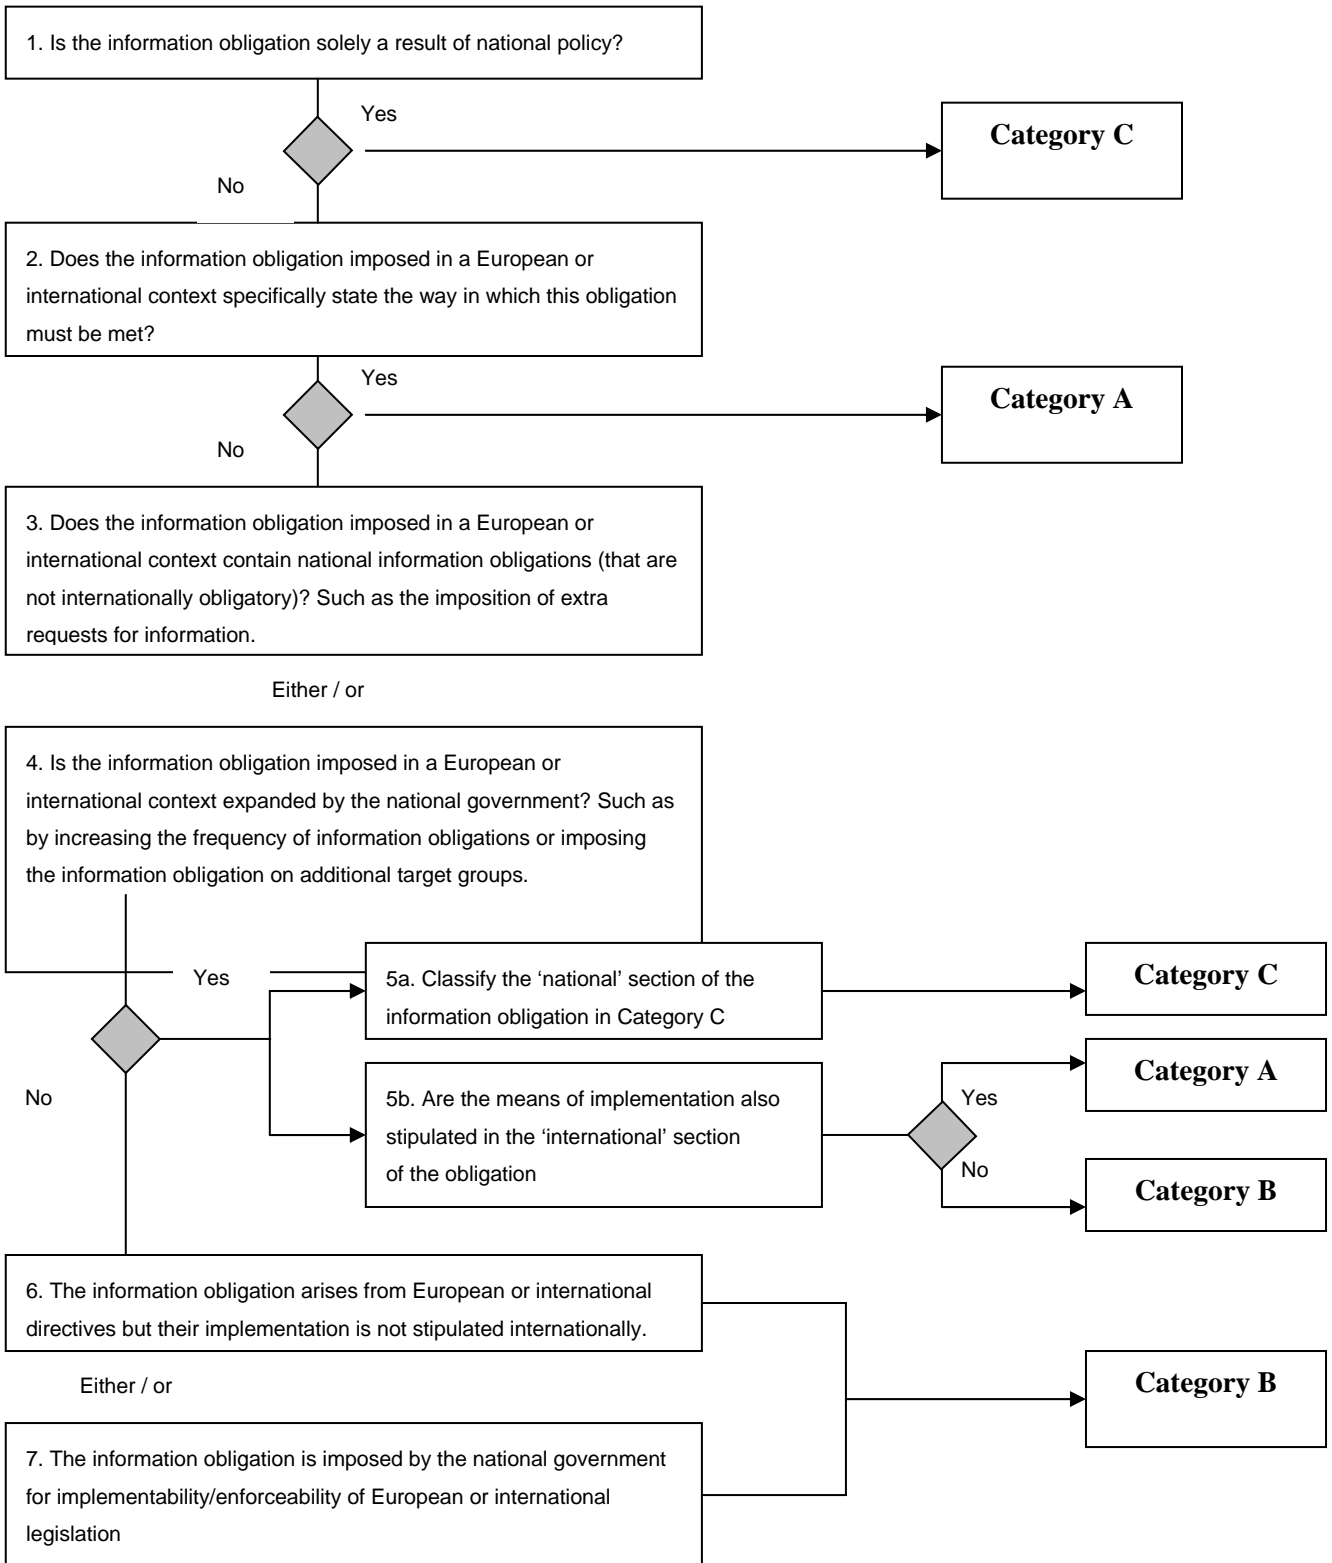 1. Is the information obligation solely a result of national policy?
Yes
Category C
No
2. Does the information obligation imposed in a European or
international context specifically state the way in which this obligation
must be met?
Yes
Category A
No
3. Does the information obligation imposed in a European or
international context contain national information obligations (that are
not internationally obligatory)? Such as the imposition of extra
requests for information.
Either / or
4. Is the information obligation imposed in a European or
international context expanded by the national government? Such as
by increasing the frequency of information obligations or imposing
the information obligation on additional target groups.
Yes
5a. Classify the ‘national’ section of the
information obligation in Category C
Category C
No
5b. Are the means of implementation also
stipulated in the ‘international’ section
of the obligation
Yes
Category A
No
Category B
6. The information obligation arises from European or international
directives but their implementation is not stipulated internationally.
Either / or
Category B
7. The information obligation is imposed by the national government
for implementability/enforceability of European or international
legislation